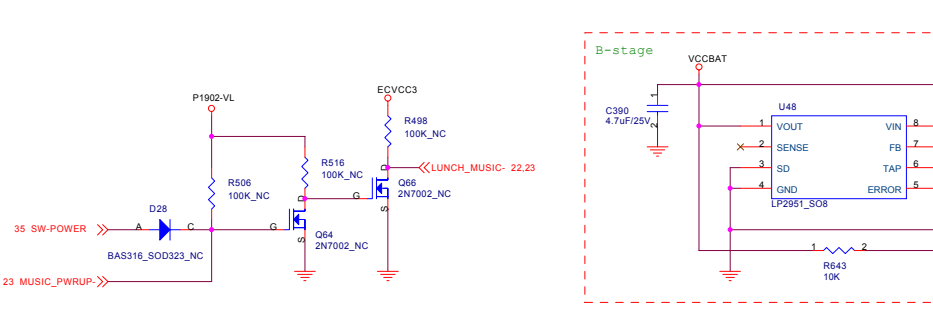 B-stage
VCCBAT
P1902-VL
ECVCC3
R498
100K_NC
C390
4.7uF/25V
1
2
U48
1 VOUT VIN 8
2 SENSE FB 7
3 SD TAP 6
4 GND ERROR 5
LP2951_SO8
R516
100K_NC
D
LUNCH_MUSIC- 22,23
R506
100K_NC
D
G
S
Q66
2N7002_NC
D28
35 SW-POWER
A
C
G
S
Q64
2N7002_NC
BAS316_SOD323_NC
1
2
R643
10K
23 MUSIC_PWRUP-